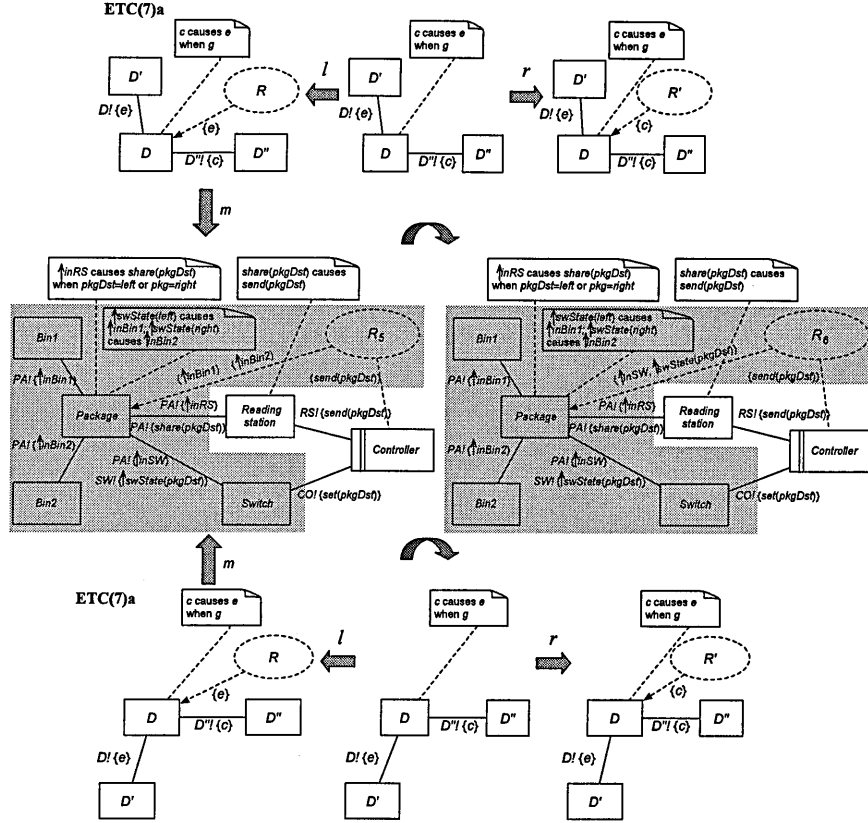 ETC(7)a
c causes e
when g
D'
R
D! {e}
{e}
D
D''! {c}
D''
l
c causes e
when g
D'
D! {e}
D
D''! {c}
D''
r
c causes e
when g
D'
R'
D! {e}
{c}
D
D''! {c}
D''
m
↑inRS causes share(pkgDst)
when pkgDst=left or pkg=right
share(pkgDst) causes
send(pkgDst)
↑swState(left) causes
↑inBin1; ↑swState(right)
causes ↑inBin2
Bin1
R5
{↑inBin1}
{↑inBin2}
PA! {↑inBin1}
{send(pkgDst)}
Package
PA! {↑inRS}
PA! {share(pkgDst)}
Reading
station
RS! {send(pkgDst)}
Controller
PA! {↑inBin2}
PA! {↑inSW}
SW! {↑swState(pkgDst)}
Bin2
Switch
CO! {set(pkgDst)}
↑inRS causes share(pkgDst)
when pkgDst=left or pkg=right
share(pkgDst) causes
send(pkgDst)
↑swState(left) causes
↑inBin1; ↑swState(right)
causes ↑inBin2
Bin1
R6
{↑inSW, ↑swState(pkgDst)}
PA! {↑inBin1}
{send(pkgDst)}
Package
PA! {↑inRS}
PA! {share(pkgDst)}
Reading
station
RS! {send(pkgDst)}
Controller
PA! {↑inBin2}
PA! {↑inSW}
SW! {↑swState(pkgDst)}
Bin2
Switch
CO! {set(pkgDst)}
m
ETC(7)a
c causes e
when g
R
{e}
D
D''! {c}
D''
D! {e}
D'
l
c causes e
when g
D
D''! {c}
D''
D! {e}
D'
r
c causes e
when g
R'
{c}
D
D''! {c}
D''
D! {e}
D'